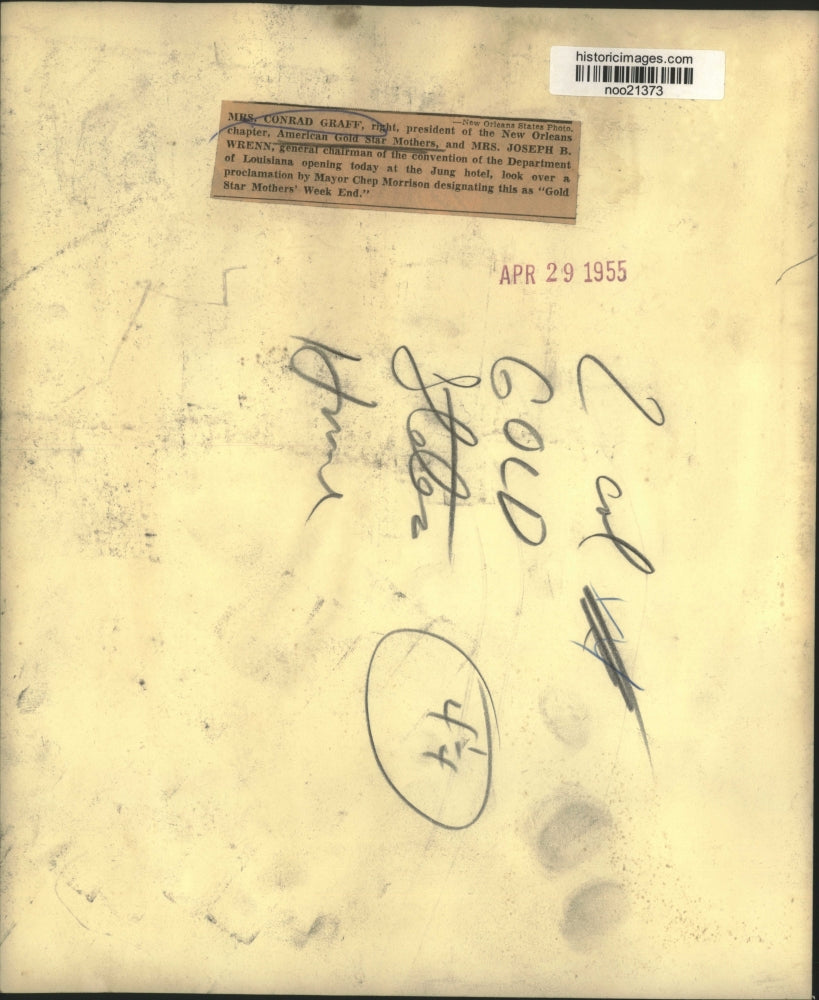 historicimages.com
noo21373
—New Orleans States Photo.
MRS. CONRAD GRAFF, right, president of the New Orleans
chapter, American Gold Star Mothers, and MRS. JOSEPH B.
WRENN, general chairman of the convention of the Department
of Louisiana opening today at the Jung hotel, look over a
proclamation by Mayor Chep Morrison designating this as "Gold
Star Mothers' Week End."
APR 29 1955
2 col
GOLD